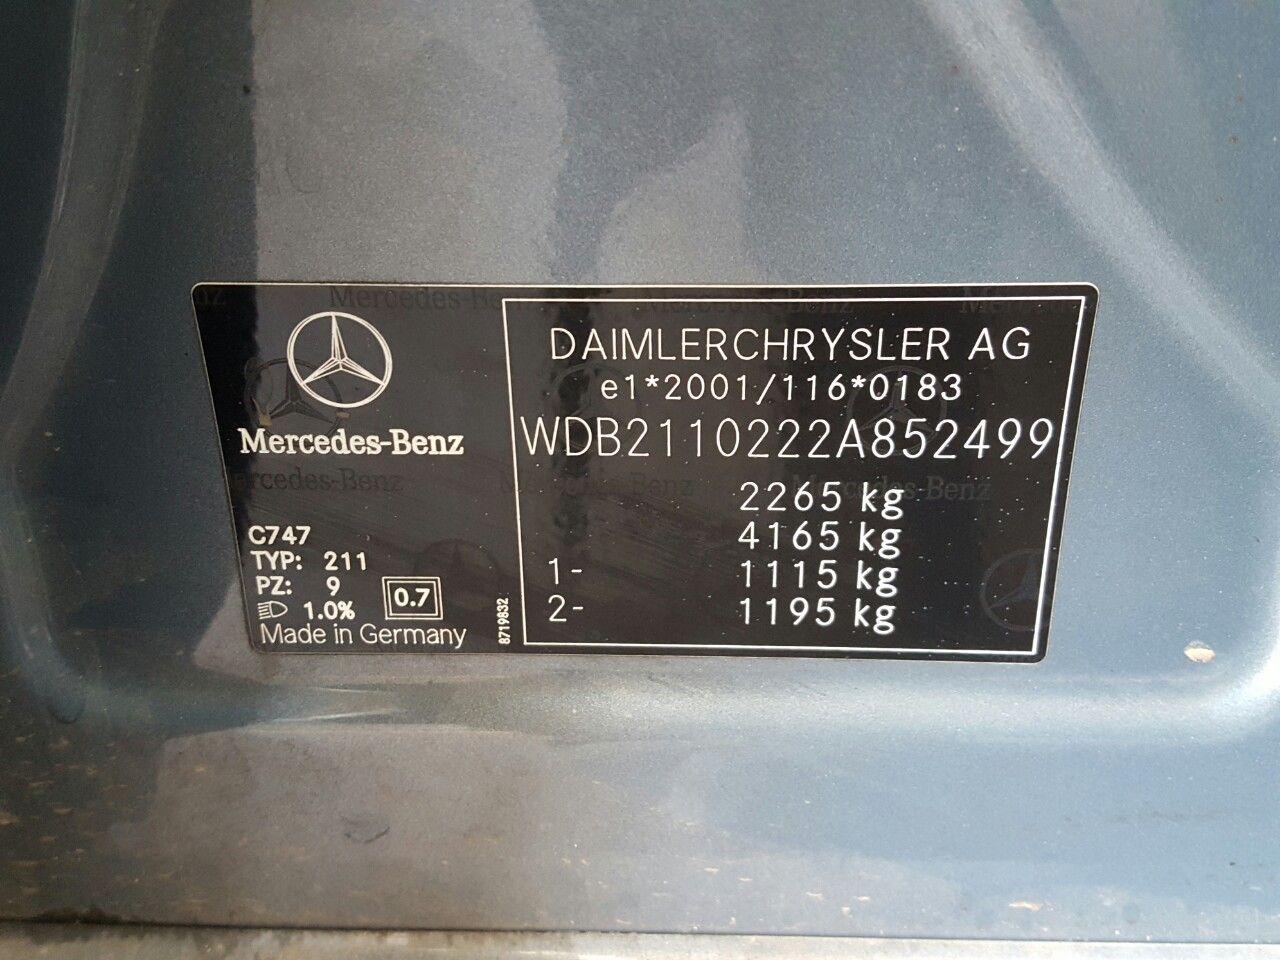 Mercedes-Benz
C747
TYP: 211
PZ: 9
1.0% 0.7
Made in Germany
8719832
DAIMLERCHRYSLER AG
e1*2001/116*0183
WDB2110222A852499
2265 kg
4165 kg
1- 1115 kg
2- 1195 kg